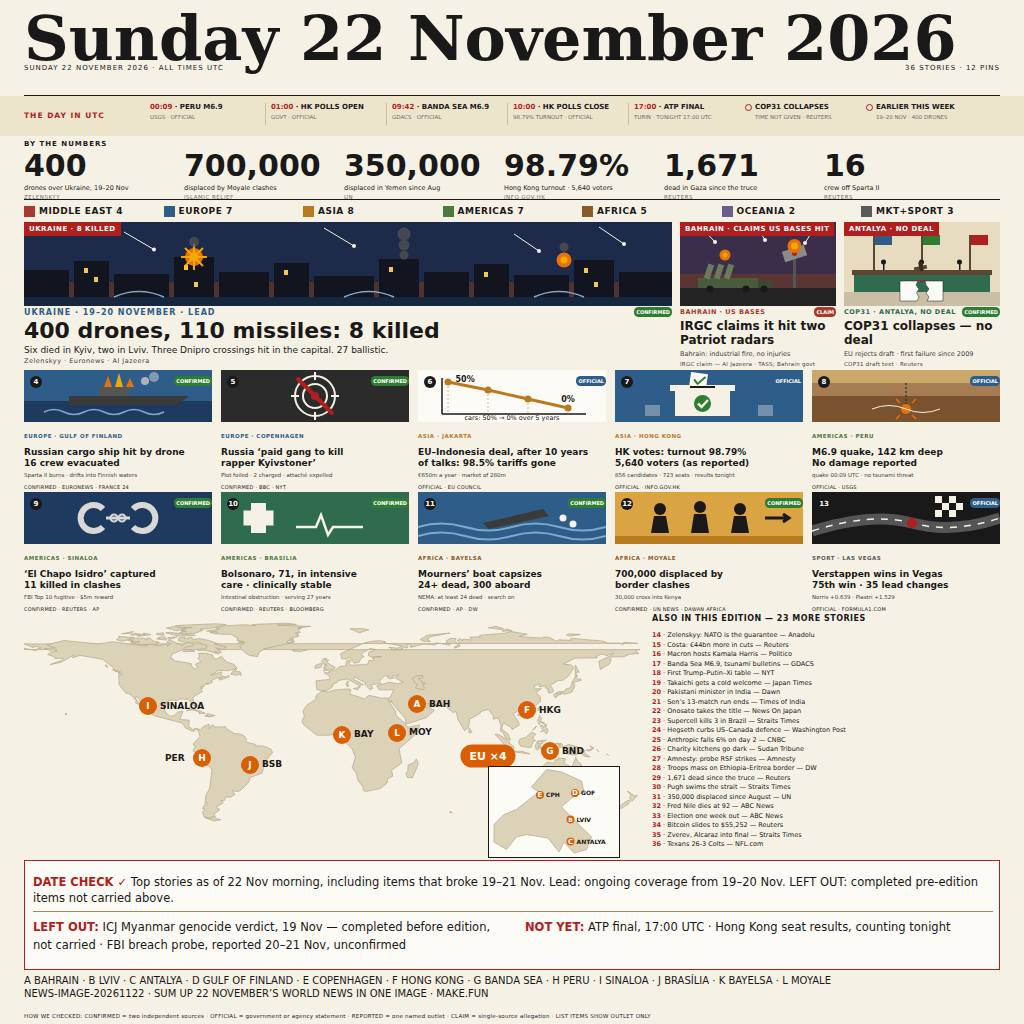 Sunday 22 November 2026
SUNDAY 22 NOVEMBER 2026 · ALL TIMES UTC
36 STORIES · 12 PINS
THE DAY IN UTC
00:09 · PERU M6.9
USGS · OFFICIAL
01:00 · HK POLLS OPEN
GOVT · OFFICIAL
09:42 · BANDA SEA M6.9
GDACS · OFFICIAL
10:00 · HK POLLS CLOSE
98.79% TURNOUT · OFFICIAL
17:00 · ATP FINAL
TURIN · TONIGHT 17:00 UTC
COP31 COLLAPSES
TIME NOT GIVEN · REUTERS
EARLIER THIS WEEK
19–20 NOV · 400 DRONES
BY THE NUMBERS
400
drones over Ukraine, 19–20 Nov
ZELENSKYY
700,000
displaced by Moyale clashes
ISLAMIC RELIEF
350,000
displaced in Yemen since Aug
UN
98.79%
Hong Kong turnout · 5,640 voters
INFO.GOV.HK
1,671
dead in Gaza since the truce
REUTERS
16
crew off Sparta II
REUTERS
MIDDLE EAST 4
EUROPE 7
ASIA 8
AMERICAS 7
AFRICA 5
OCEANIA 2
MKT+SPORT 3
UKRAINE · 8 KILLED
UKRAINE · 19–20 NOVEMBER · LEAD
CONFIRMED
400 drones, 110 missiles: 8 killed
Six died in Kyiv, two in Lviv. Three Dnipro crossings hit in the capital. 27 ballistic.
Zelenskyy · Euronews · Al Jazeera
BAHRAIN · CLAIMS US BASES HIT
BAHRAIN · US BASES
CLAIM
IRGC claims it hit two
Patriot radars
Bahrain: industrial fire, no injuries
IRGC claim — Al Jazeera · TASS; Bahrain govt
ANTALYA · NO DEAL
COP31 · ANTALYA, NO DEAL
CONFIRMED
COP31 collapses — no
deal
EU rejects draft · first failure since 2009
COP31 draft text · Reuters
4
CONFIRMED
EUROPE · GULF OF FINLAND
Russian cargo ship hit by drone
16 crew evacuated
Sparta II burns · drifts into Finnish waters
CONFIRMED · EURONEWS · FRANCE 24
5
CONFIRMED
EUROPE · COPENHAGEN
Russia ‘paid gang to kill
rapper Kyivstoner’
Plot foiled · 2 charged · attaché expelled
CONFIRMED · BBC · NYT
6
50%
OFFICIAL
0%
cars: 50% → 0% over 5 years
ASIA · JAKARTA
EU–Indonesia deal, after 10 years
of talks: 98.5% tariffs gone
€650m a year · market of 280m
OFFICIAL · EU COUNCIL
7
OFFICIAL
ASIA · HONG KONG
HK votes: turnout 98.79%
5,640 voters (as reported)
856 candidates · 723 seats · results tonight
OFFICIAL · INFO.GOV.HK
8
OFFICIAL
AMERICAS · PERU
M6.9 quake, 142 km deep
No damage reported
quake 00:09 UTC · no tsunami threat
OFFICIAL · USGS
9
CONFIRMED
AMERICAS · SINALOA
‘El Chapo Isidro’ captured
11 killed in clashes
FBI Top 10 fugitive · $5m reward
CONFIRMED · REUTERS · AP
10
CONFIRMED
AMERICAS · BRASÍLIA
Bolsonaro, 71, in intensive
care · clinically stable
Intestinal obstruction · serving 27 years
CONFIRMED · REUTERS · BLOOMBERG
11
CONFIRMED
AFRICA · BAYELSA
Mourners’ boat capsizes
24+ dead, 300 aboard
NEMA: at least 24 dead · search on
CONFIRMED · AP · DW
12
CONFIRMED
AFRICA · MOYALE
700,000 displaced by
border clashes
30,000 cross into Kenya
CONFIRMED · UN NEWS · DAWAN AFRICA
13
OFFICIAL
SPORT · LAS VEGAS
Verstappen wins in Vegas
75th win · 35 lead changes
Norris +0.639 · Piastri +1.529
OFFICIAL · FORMULA1.COM
I SINALOA
PER H
J BSB
K BAY
L MOY
A BAH
F HKG
G BND
EU ×4
E CPH
D GOF
B LVIV
C ANTALYA
ALSO IN THIS EDITION — 23 MORE STORIES
14 · Zelenskyy: NATO is the guarantee — Anadolu
15 · Costa: €44bn more in cuts — Reuters
16 · Macron hosts Kamala Harris — Politico
17 · Banda Sea M6.9, tsunami bulletins — GDACS
18 · First Trump–Putin–Xi table — NYT
19 · Takaichi gets a cold welcome — Japan Times
20 · Pakistani minister in India — Dawn
21 · Sen’s 13-match run ends — Times of India
22 · Onosato takes the title — News On Japan
23 · Supercell kills 3 in Brazil — Straits Times
24 · Hegseth curbs US–Canada defence — Washington Post
25 · Anthropic falls 6% on day 2 — CNBC
26 · Charity kitchens go dark — Sudan Tribune
27 · Amnesty: probe RSF strikes — Amnesty
28 · Troops mass on Ethiopia–Eritrea border — DW
29 · 1,671 dead since the truce — Reuters
30 · Pugh swims the strait — Straits Times
31 · 350,000 displaced since August — UN
32 · Fred Nile dies at 92 — ABC News
33 · Election one week out — ABC News
34 · Bitcoin slides to $55,252 — Reuters
35 · Zverev, Alcaraz into final — Straits Times
36 · Texans 26-3 Colts — NFL.com
DATE CHECK ✓ Top stories as of 22 Nov morning, including items that broke 19–21 Nov. Lead: ongoing coverage from 19–20 Nov. LEFT OUT: completed pre-edition
items not carried above.
LEFT OUT: ICJ Myanmar genocide verdict, 19 Nov — completed before edition,
not carried · FBI breach probe, reported 20–21 Nov, unconfirmed
NOT YET: ATP final, 17:00 UTC · Hong Kong seat results, counting tonight
A BAHRAIN · B LVIV · C ANTALYA · D GULF OF FINLAND · E COPENHAGEN · F HONG KONG · G BANDA SEA · H PERU · I SINALOA · J BRASÍLIA · K BAYELSA · L MOYALE
NEWS-IMAGE-20261122 · SUM UP 22 NOVEMBER’S WORLD NEWS IN ONE IMAGE · MAKE.FUN
HOW WE CHECKED: CONFIRMED = two independent sources · OFFICIAL = government or agency statement · REPORTED = one named outlet · CLAIM = single-source allegation · LIST ITEMS SHOW OUTLET ONLY